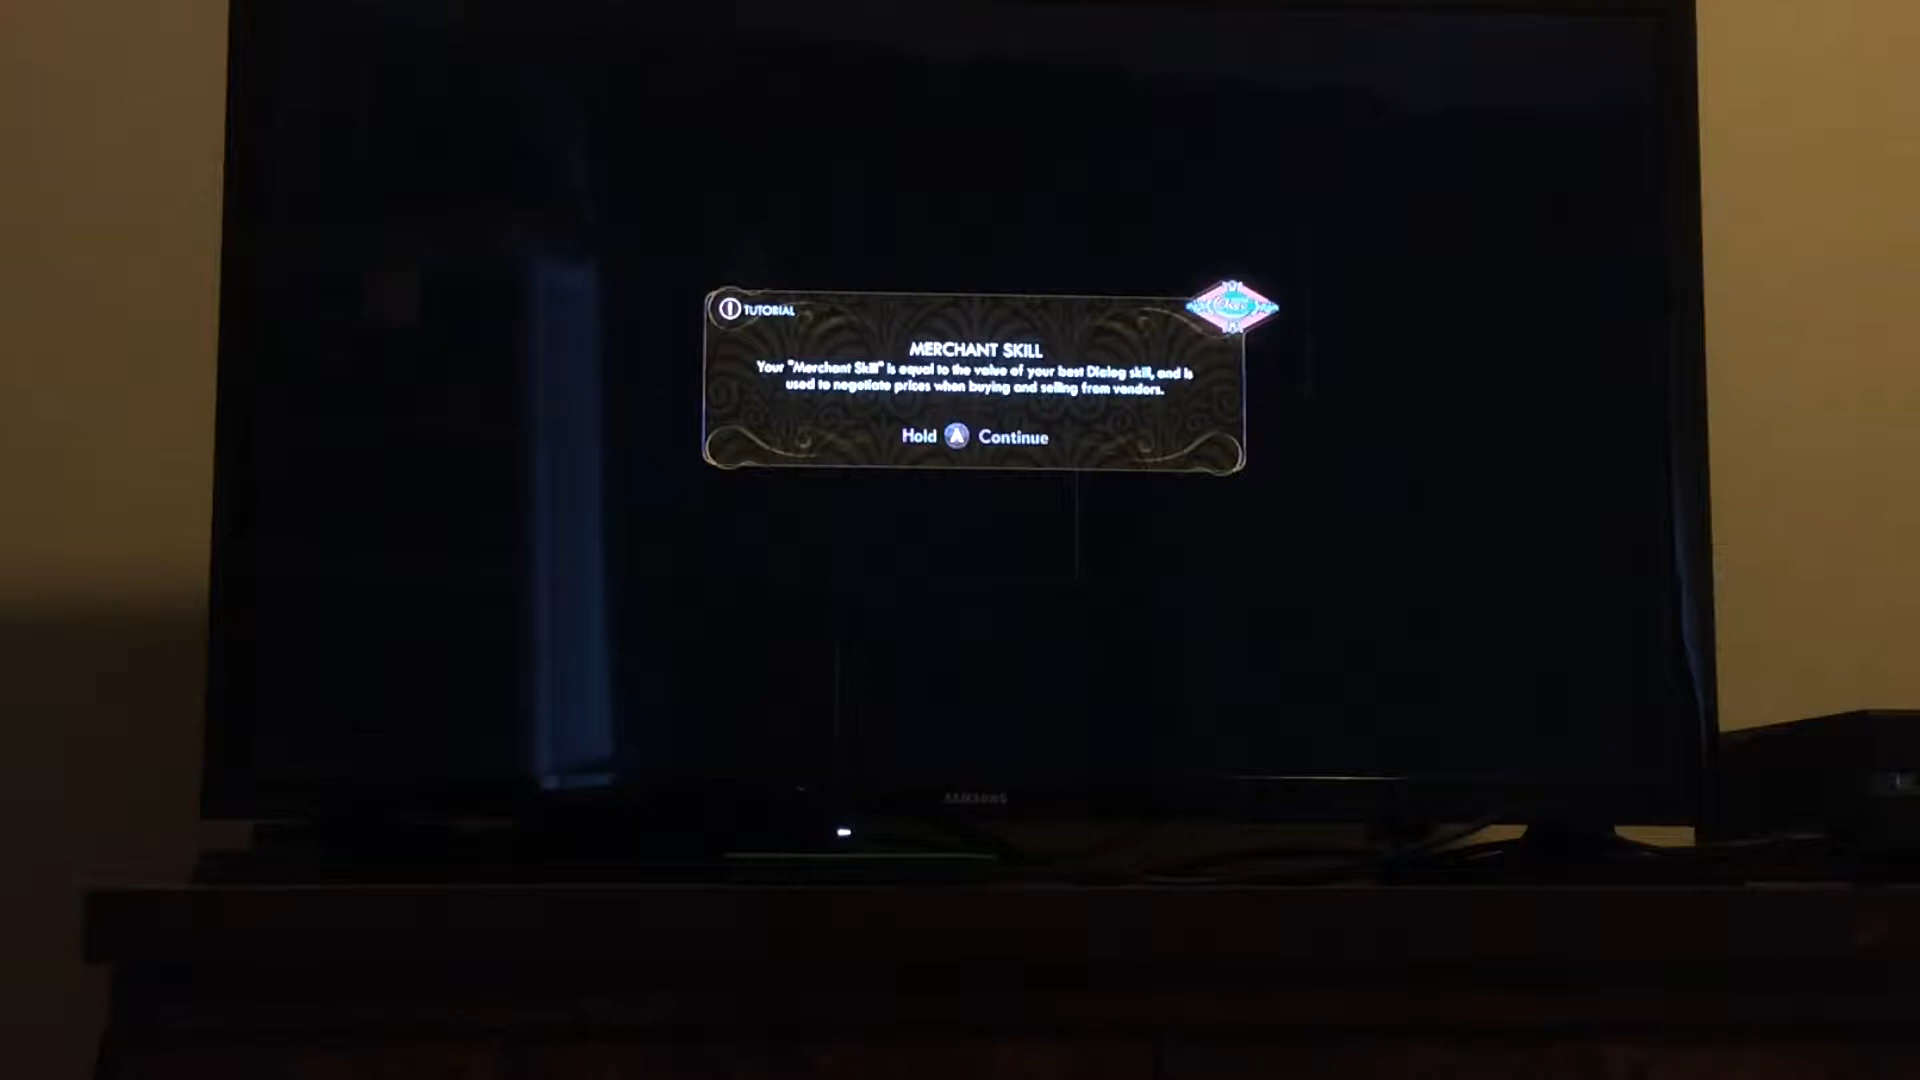 TUTORIAL
MERCHANT SKILL
Your "Merchant Skill" is equal to the value of your best Dialog skill, and is
used to negotiate prices when buying and selling from vendors.
Hold A Continue
SAMSUNG